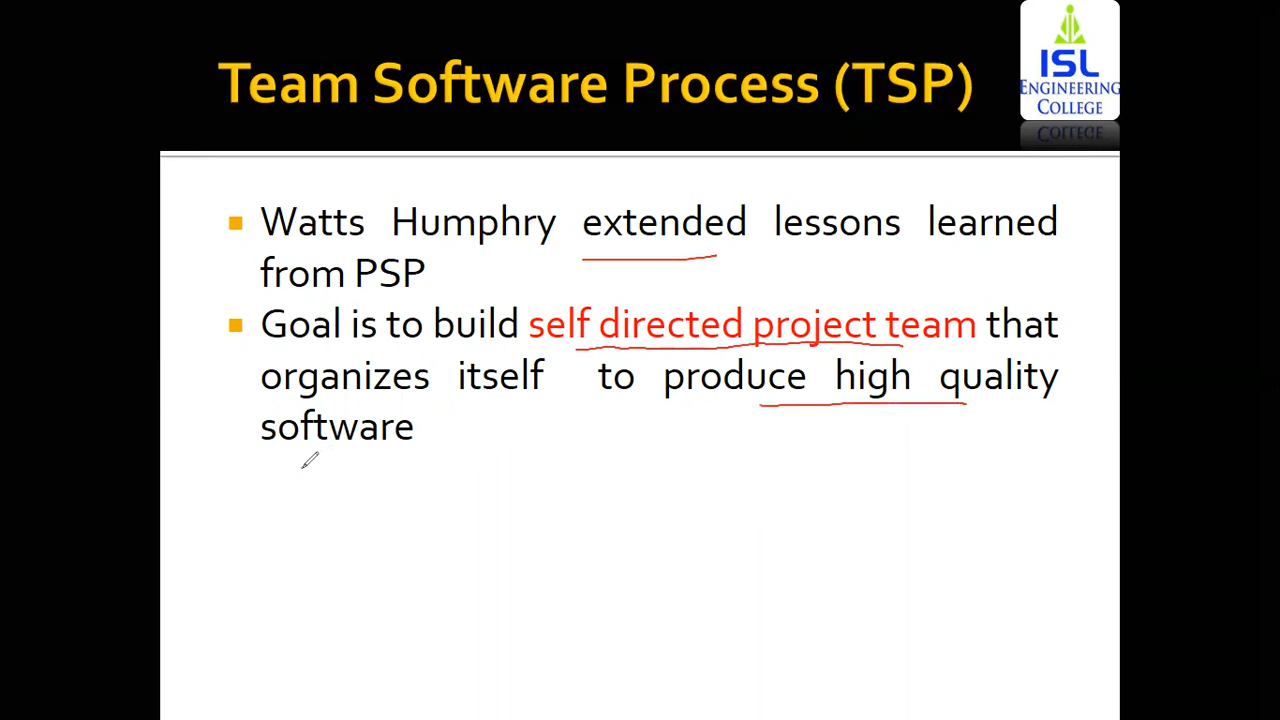 Team Software Process (TSP)
ISL
ENGINEERING
COLLEGE
COLLEGE
Watts Humphry extended lessons learned
from PSP
Goal is to build self directed project team that
organizes itself to produce high quality
software